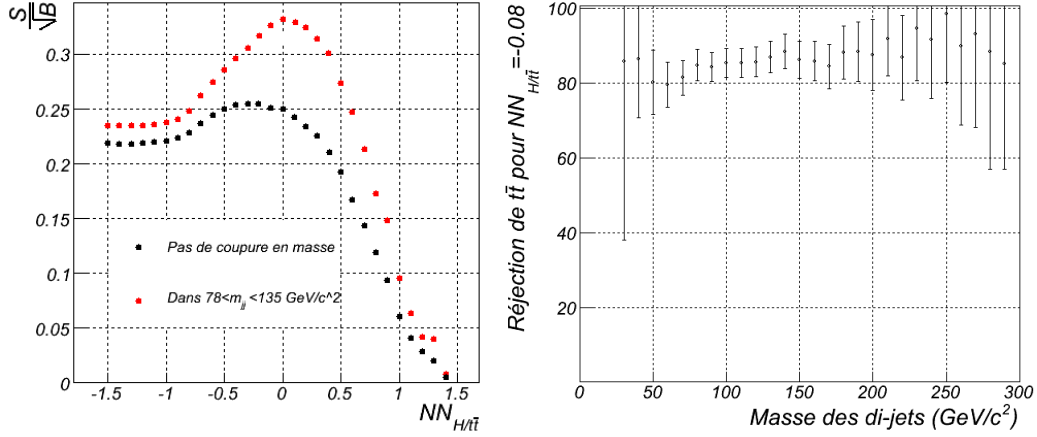 S/√B
0.3
0.25
0.2
0.15
0.1
0.05
0
Pas de coupure en masse
Dans 78<m_jj <135 GeV/c^2
-1.5 -1 -0.5 0 0.5 1 1.5
NN_H/tt̄
Réjection de tt̄ pour NN_H/tt̄=-0.08
100
80
60
40
20
0 50 100 150 200 250 300
Masse des di-jets (GeV/c²)